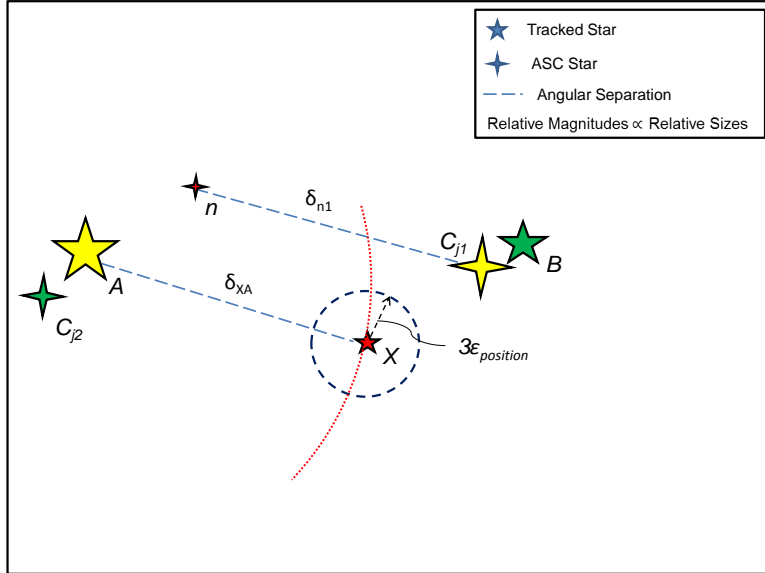 Tracked Star
ASC Star
Angular Separation
Relative Magnitudes ∝ Relative Sizes
n
δn1
Cj1
B
A
δXA
Cj2
X
3εposition